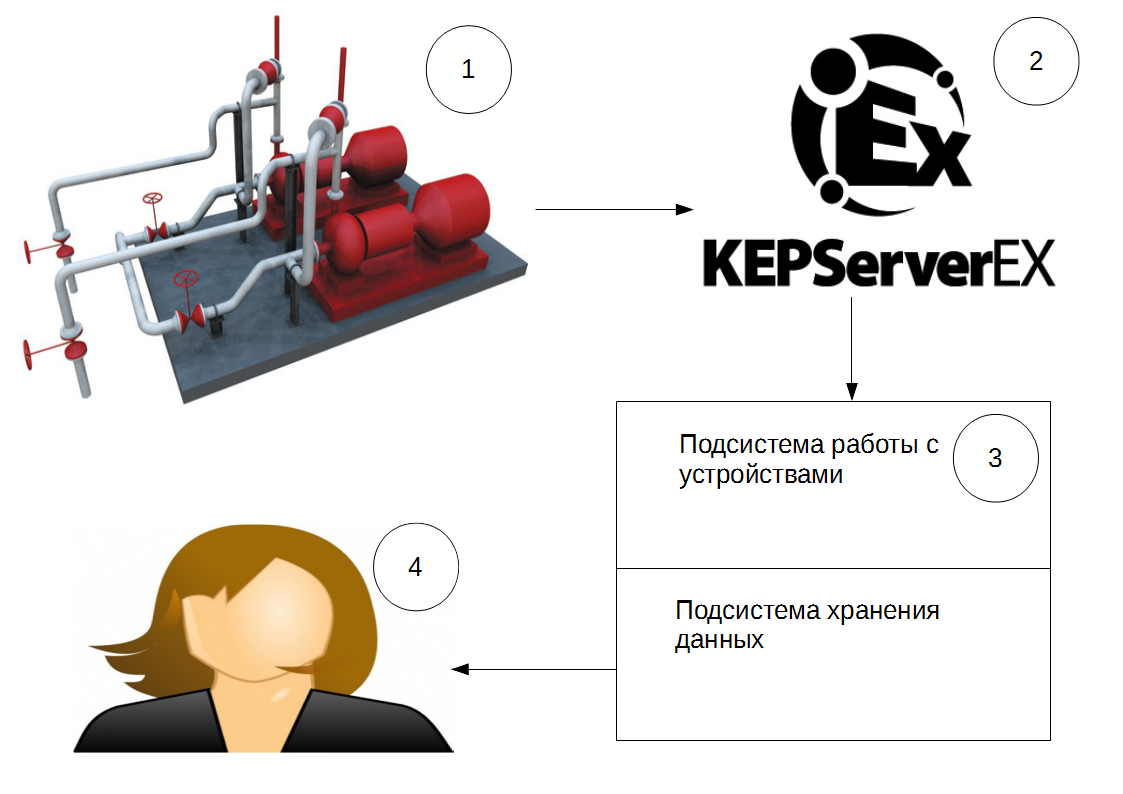 1
2
Ex
KEPServerEX
Подсистема работы с
устройствами
3
4
Подсистема хранения
данных